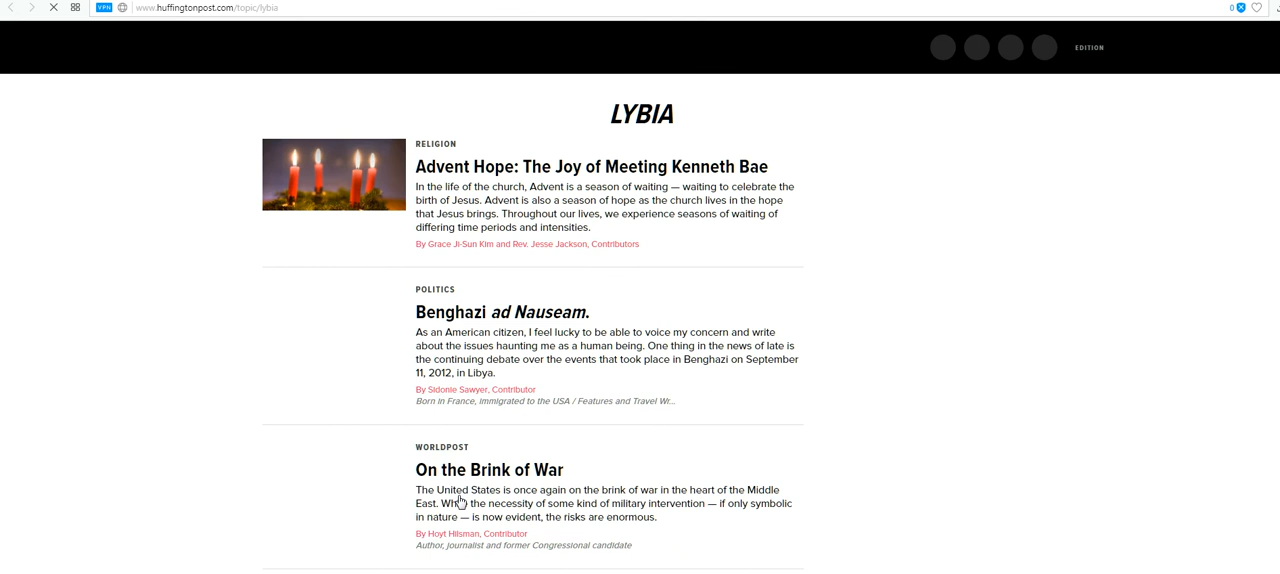 VPN
www.huffingtonpost.com/topic/lybia
0
EDITION
LYBIA
RELIGION
Advent Hope: The Joy of Meeting Kenneth Bae
In the life of the church, Advent is a season of waiting — waiting to celebrate the
birth of Jesus. Advent is also a season of hope as the church lives in the hope
that Jesus brings. Throughout our lives, we experience seasons of waiting of
differing time periods and intensities.
By Grace Ji-Sun Kim and Rev. Jesse Jackson, Contributors
POLITICS
Benghazi ad Nauseam.
As an American citizen, I feel lucky to be able to voice my concern and write
about the issues haunting me as a human being. One thing in the news of late is
the continuing debate over the events that took place in Benghazi on September
11, 2012, in Libya.
By Sidonie Sawyer, Contributor
Born in France, immigrated to the USA / Features and Travel Wr...
WORLDPOST
On the Brink of War
The United States is once again on the brink of war in the heart of the Middle
East. the necessity of some kind of military intervention — if only symbolic
in nature — is now evident, the risks are enormous.
By Hoyt Hilsman, Contributor
Author, journalist and former Congressional candidate